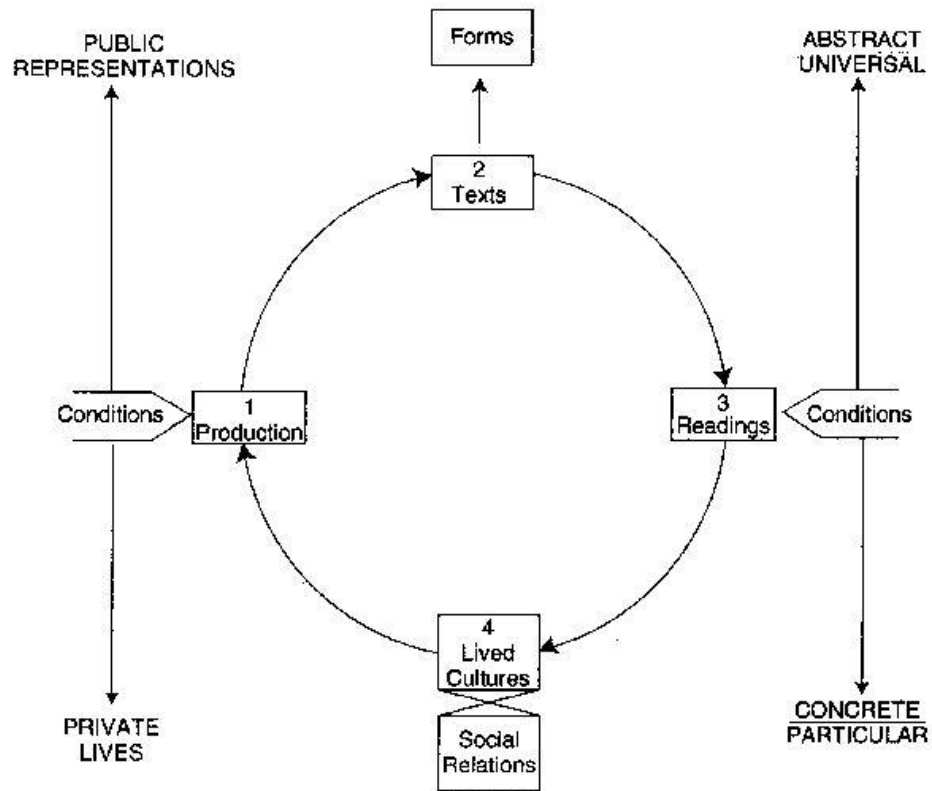 PUBLIC
REPRESENTATIONS
Forms
ABSTRACT
UNIVERSAL
2
Texts
Conditions
1
Production
3
Readings
Conditions
4
Lived
Cultures
PRIVATE
LIVES
Social
Relations
CONCRETE
PARTICULAR